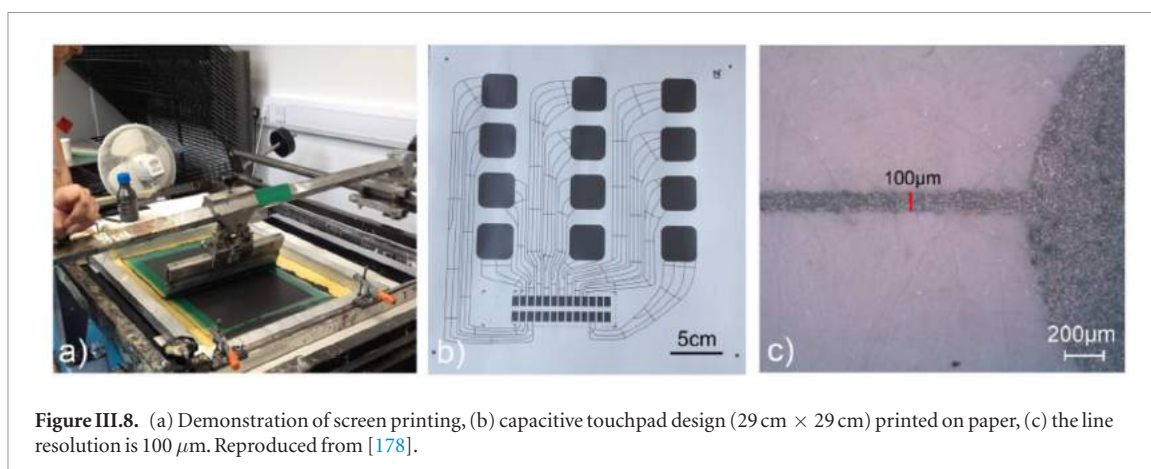 a)
b)
5cm
100μm
200μm
c)
Figure III.8. (a) Demonstration of screen printing, (b) capacitive touchpad design (29 cm × 29 cm) printed on paper, (c) the line
resolution is 100 μm. Reproduced from [178].